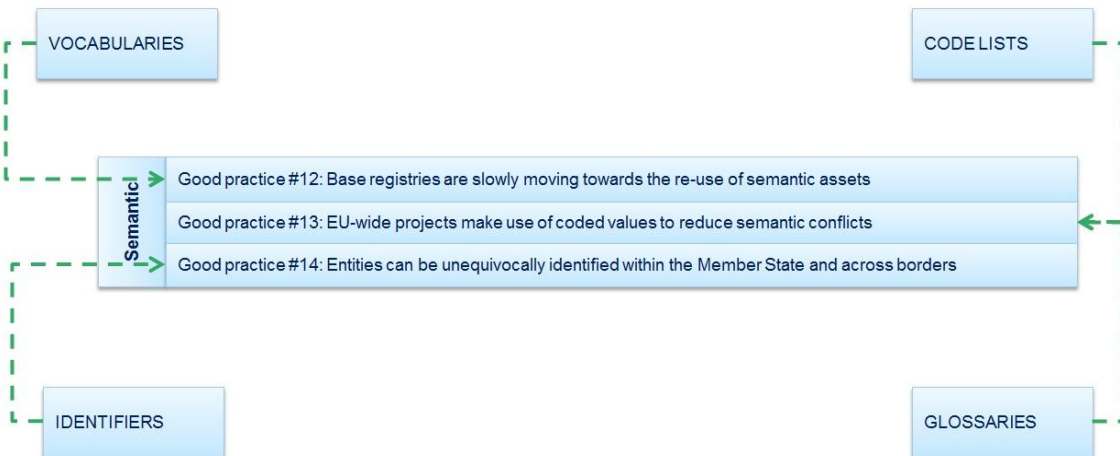 VOCABULARIES
CODE LISTS
Semantic
Good practice #12: Base registries are slowly moving towards the re-use of semantic assets
Good practice #13: EU-wide projects make use of coded values to reduce semantic conflicts
Good practice #14: Entities can be unequivocally identified within the Member State and across borders
IDENTIFIERS
GLOSSARIES